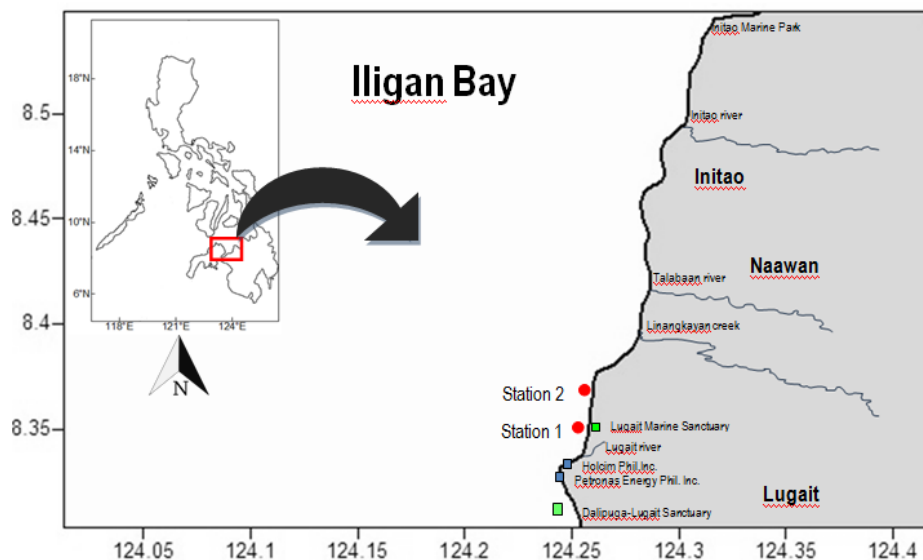 Iligan Bay
18°N
14°N
10°N
6°N
118°E 121°E 124°E
N
8.5
8.45
8.4
8.35
Initao Marine Park
Initao river
Initao
Naawan
Talabaan river
Linangkayan creek
Station 2
Station 1
Lugait Marine Sanctuary
Lugait river
Holcim Phil.Inc.
Petronas Energy Phil. Inc.
Lugait
Dalipuga-Lugait Sanctuary
124.05 124.1 124.15 124.2 124.25 124.3 124.35 124.4